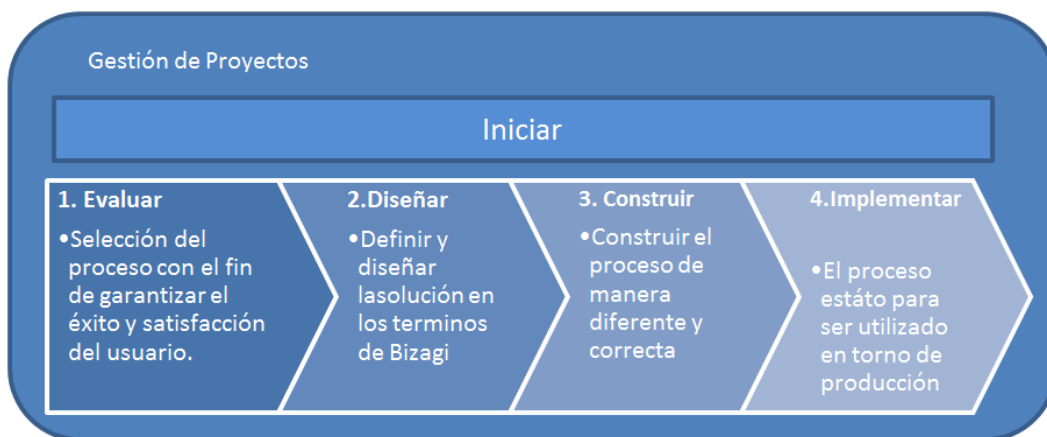 Gestión de Proyectos
Iniciar
1. Evaluar
•Selección del
proceso con el fin
de garantizar el
éxito y satisfacción
del usuario.
2.Diseñar
•Definir y
diseñar
lasolución en
los terminos
de Bizagi
3. Construir
•Construir el
proceso de
manera
diferente y
correcta
4.Implementar
•El proceso
estáto para
ser utilizado
en torno de
producción